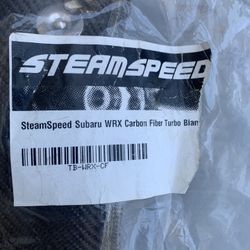 STEAMSPEED
SteamSpeed Subaru WRX Carbon Fiber Turbo Blan
TB-WRX-CF